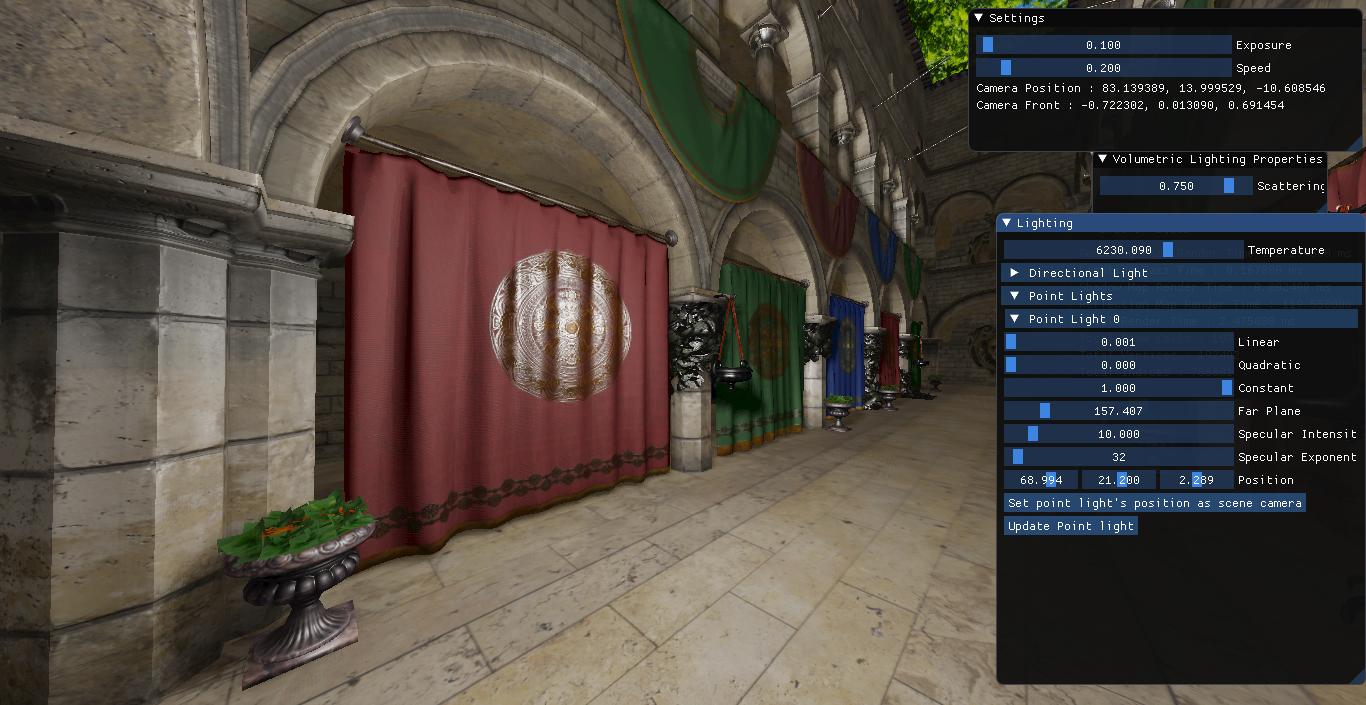 Settings
0.100 Exposure
0.200 Speed
Camera Position : 83.139389, 13.999529, -10.608546
Camera Front : -0.722302, 0.013090, 0.691454
Volumetric Lighting Properties
0.750 Scattering
Lighting
6230.090 Temperature
Directional Light
Point Lights
Point Light 0
0.001 Linear
0.000 Quadratic
1.000 Constant
157.407 Far Plane
10.000 Specular Intensit
32 Specular Exponent
68.994 21.200 2.289 Position
Set point light's position as scene camera
Update Point light